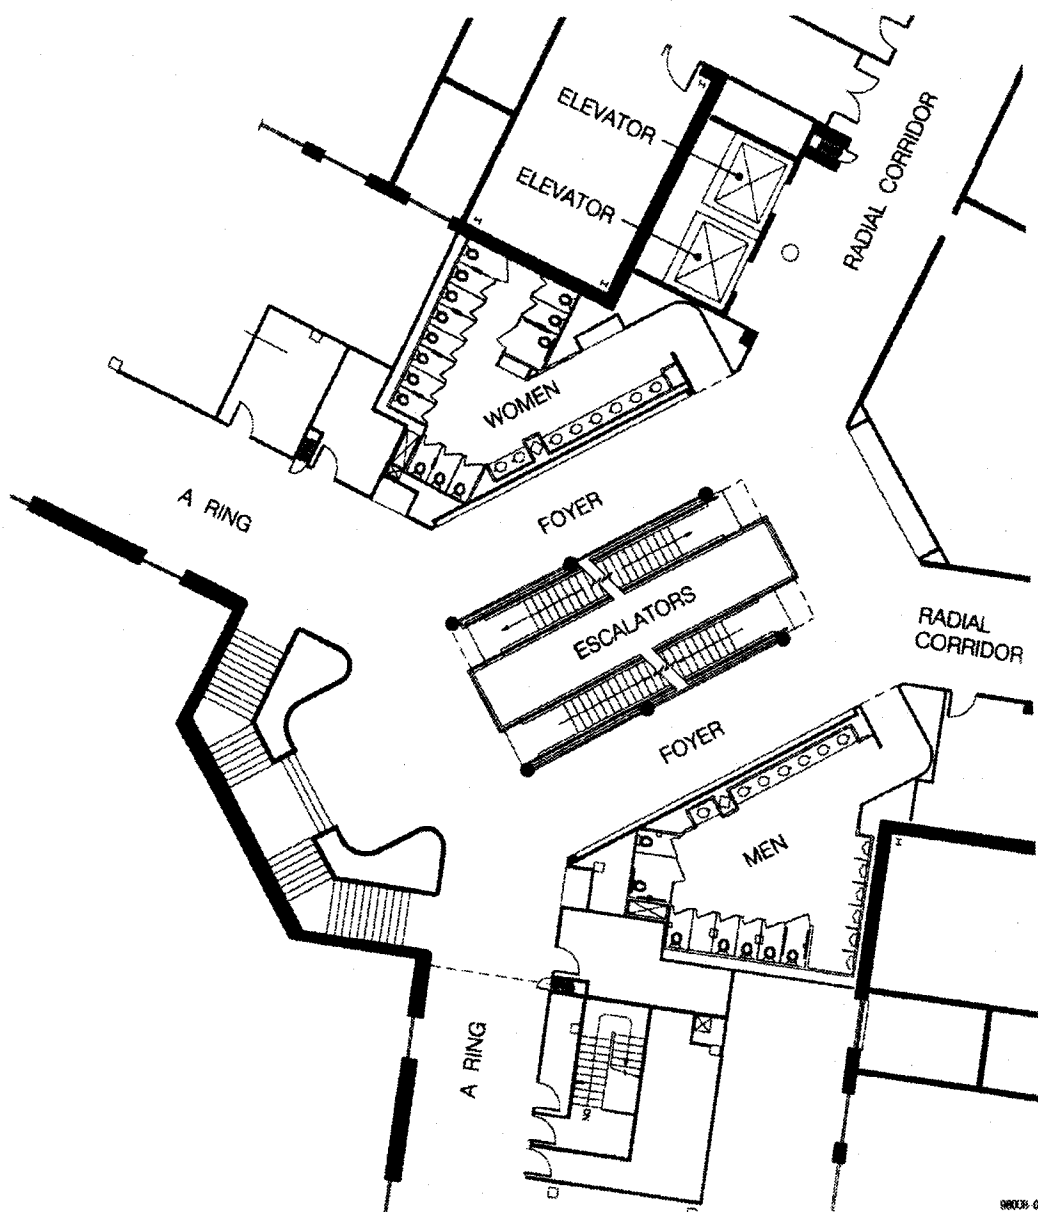 ELEVATOR
ELEVATOR
RADIAL CORRIDOR
WOMEN
A RING
FOYER
ESCALATORS
RADIAL
CORRIDOR
FOYER
MEN
A RING